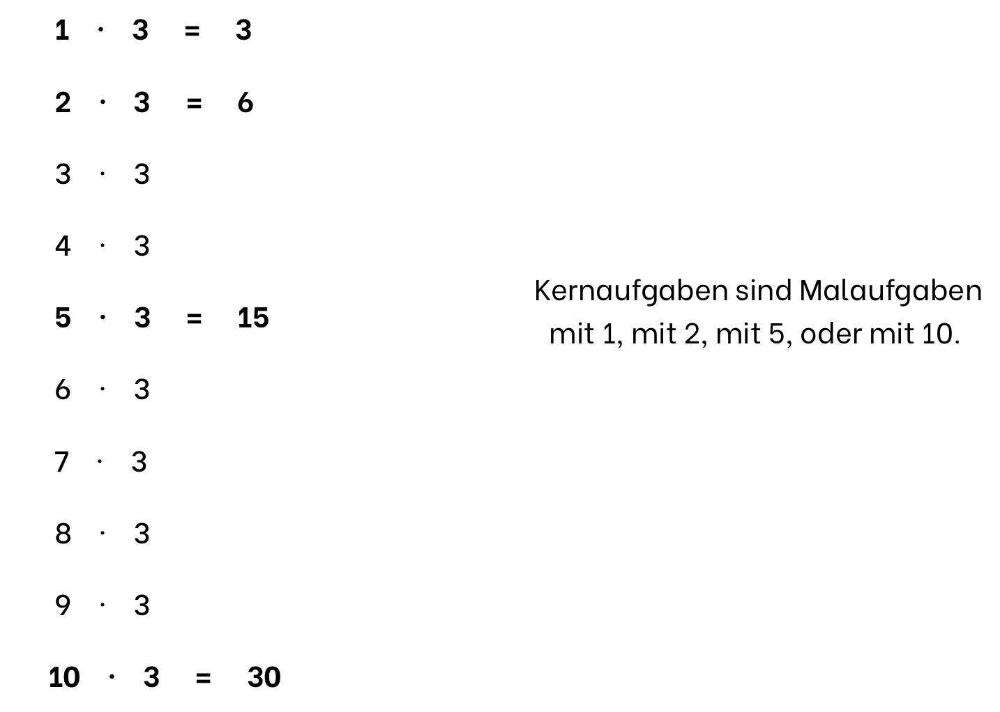 1 · 3 = 3
2 · 3 = 6
3 · 3
4 · 3
5 · 3 = 15
6 · 3
7 · 3
8 · 3
9 · 3
10 · 3 = 30
Kernaufgaben sind Malaufgaben
mit 1, mit 2, mit 5, oder mit 10.